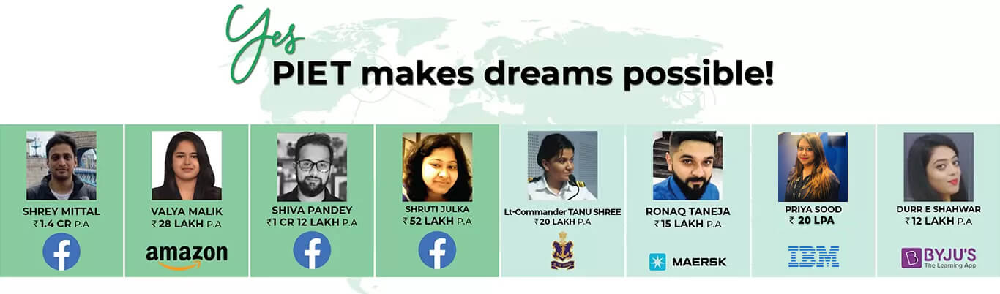 Yes
PIET makes dreams possible!
SHREY MITTAL
₹ 1.4 CR P.A
VALYA MALIK
₹ 28 LAKH P.A
amazon
SHIVA PANDEY
₹1 CR 12 LAKH P.A
SHRUTI JULKA
₹ 52 LAKH P.A
Lt-Commander TANU SHREE
₹ 20 LAKH P.A
RONAQ TANEJA
₹ 15 LAKH P.A
MAERSK
PRIYA SOOD
₹ 20 LPA
IBM
DURR E SHAHWAR
₹ 12 LAKH P.A
BYJU'S
The Learning App